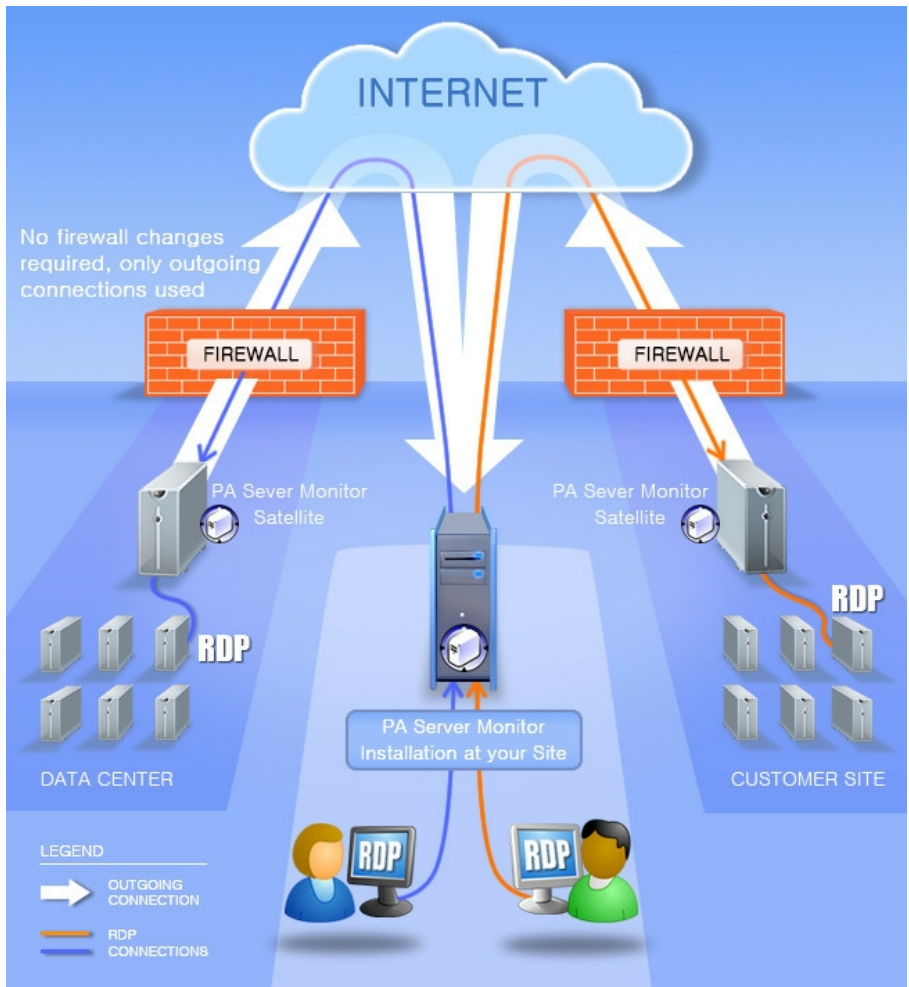 INTERNET
No firewall changes
required, only outgoing
connections used
FIREWALL
FIREWALL
PA Sever Monitor
Satellite
PA Sever Monitor
Satellite
RDP
RDP
PA Server Monitor
Installation at your Site
DATA CENTER
CUSTOMER SITE
RDP
RDP
LEGEND
OUTGOING
CONNECTION
RDP
CONNECTIONS